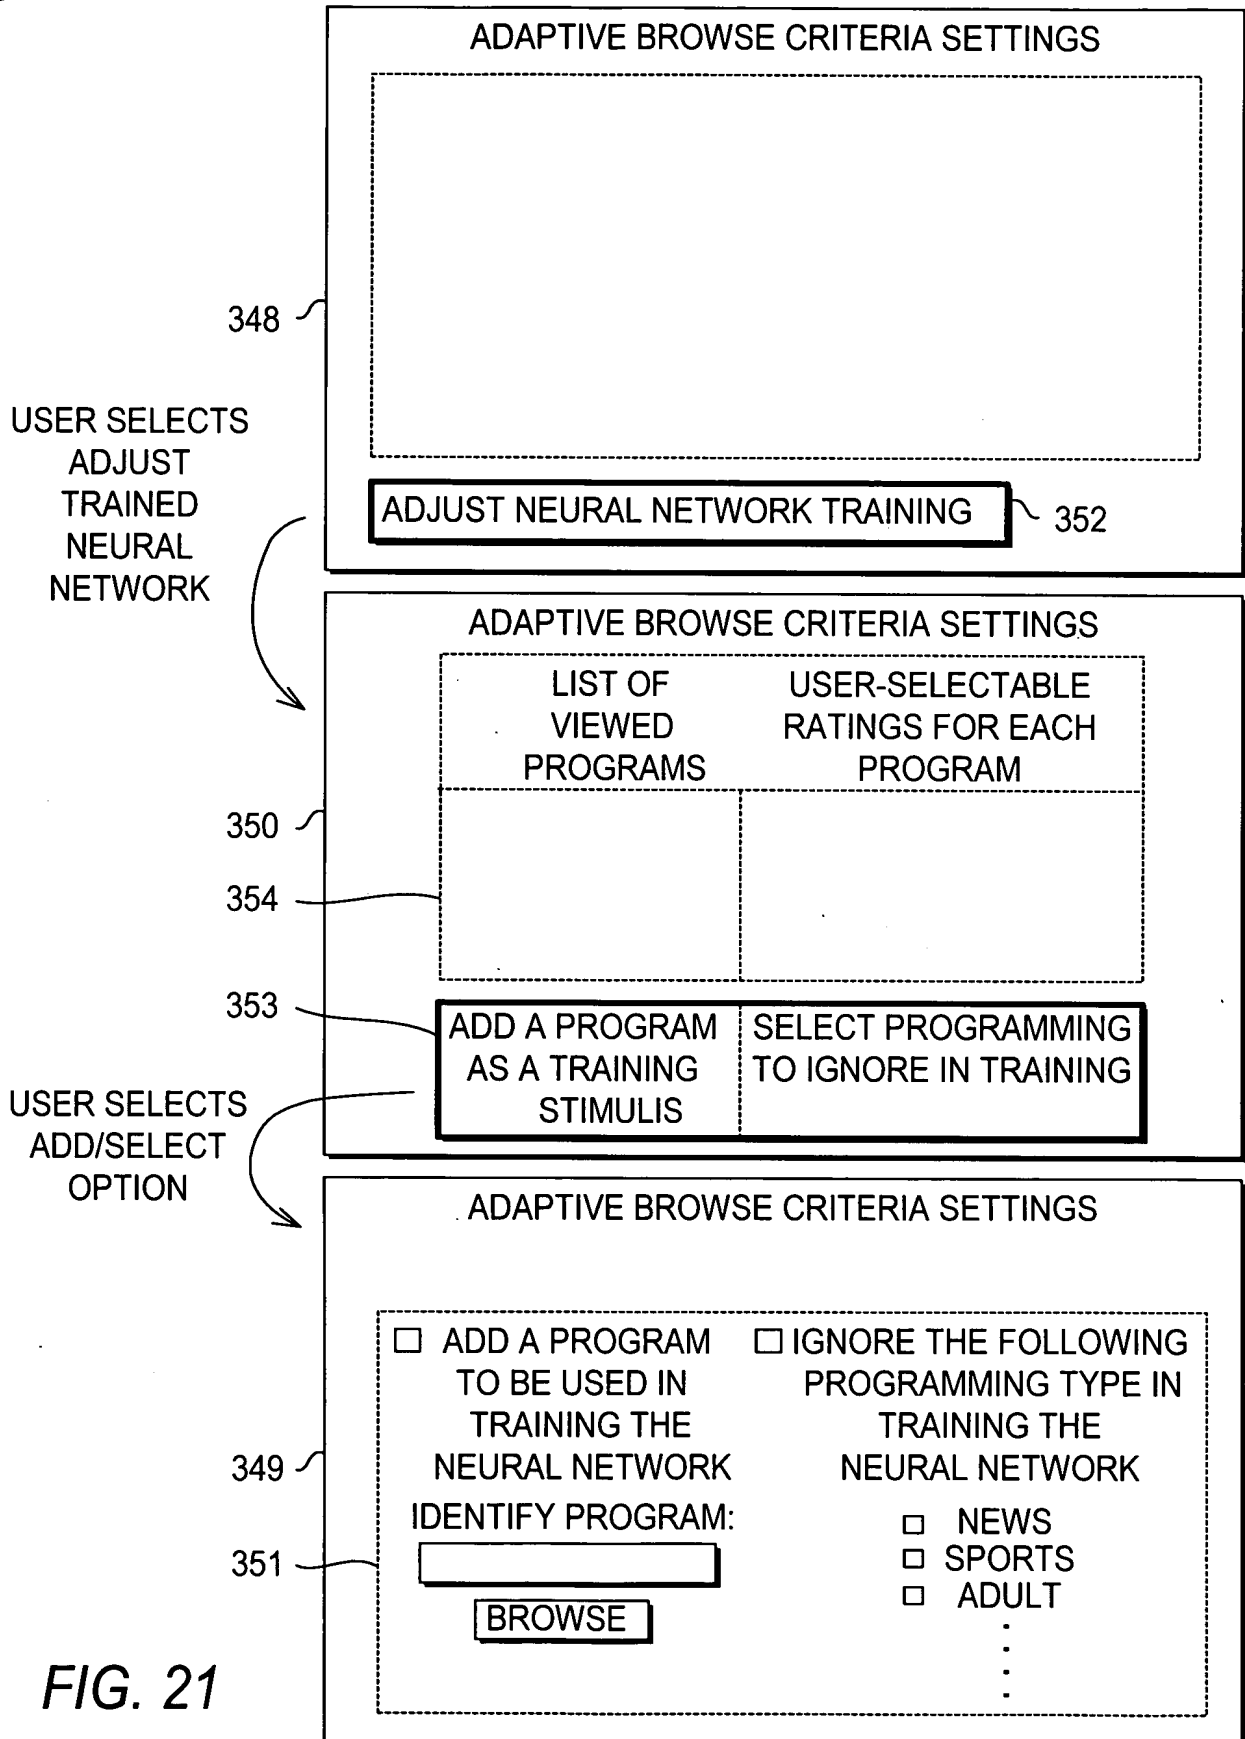 ADAPTIVE BROWSE CRITERIA SETTINGS
348
USER SELECTS
ADJUST
TRAINED
NEURAL
NETWORK
ADJUST NEURAL NETWORK TRAINING
352
ADAPTIVE BROWSE CRITERIA SETTINGS
LIST OF
VIEWED
PROGRAMS
USER-SELECTABLE
RATINGS FOR EACH
PROGRAM
350
354
353
ADD A PROGRAM
AS A TRAINING
STIMULIS
SELECT PROGRAMMING
TO IGNORE IN TRAINING
USER SELECTS
ADD/SELECT
OPTION
ADAPTIVE BROWSE CRITERIA SETTINGS
ADD A PROGRAM
TO BE USED IN
TRAINING THE
NEURAL NETWORK
IDENTIFY PROGRAM:
BROWSE
IGNORE THE FOLLOWING
PROGRAMMING TYPE IN
TRAINING THE
NEURAL NETWORK
NEWS
SPORTS
ADULT
349
351
FIG. 21